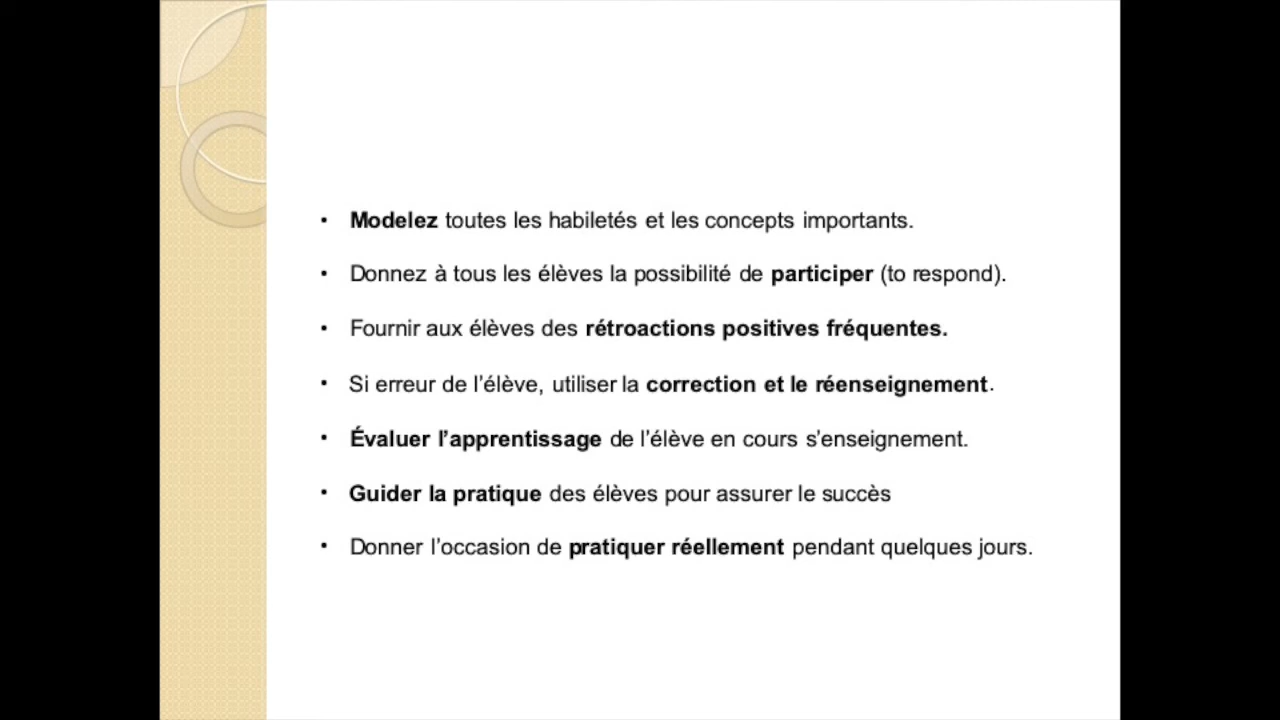 • Modelez toutes les habiletés et les concepts importants.
• Donnez à tous les élèves la possibilité de participer (to respond).
• Fournir aux élèves des rétroactions positives fréquentes.
• Si erreur de l’élève, utiliser la correction et le réenseignement.
• Évaluer l’apprentissage de l’élève en cours s’enseignement.
• Guider la pratique des élèves pour assurer le succès
• Donner l’occasion de pratiquer réellement pendant quelques jours.